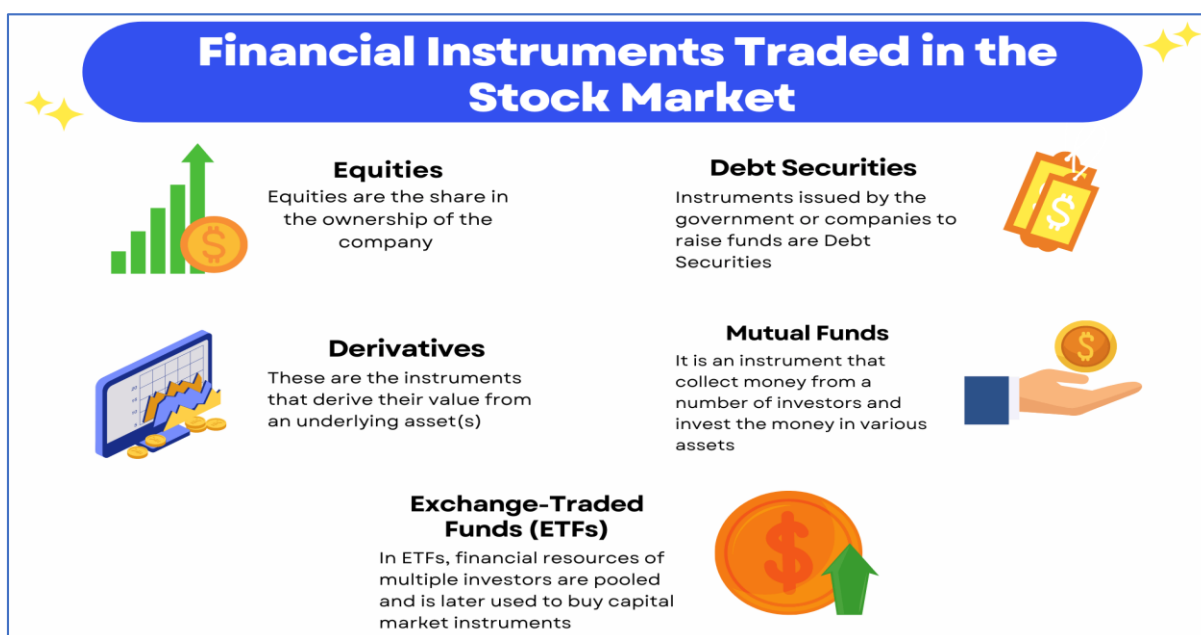 Financial Instruments Traded in the
Stock Market
Equities
Equities are the share in
the ownership of the
company
Debt Securities
Instruments issued by the
government or companies to
raise funds are Debt
Securities
Derivatives
These are the instruments
that derive their value from
an underlying asset(s)
Mutual Funds
It is an instrument that
collect money from a
number of investors and
invest the money in various
assets
Exchange-Traded
Funds (ETFs)
In ETFs, financial resources of
multiple investors are pooled
and is later used to buy capital
market instruments